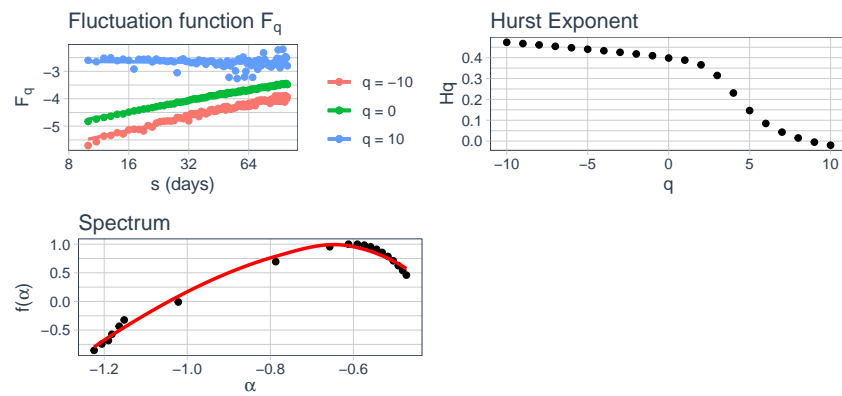 Fluctuation function Fq
Fq
−3
−4
−5
8
16
32
64
s (days)
q = −10
q = 0
q = 10
Hurst Exponent
Hq
0.4
0.3
0.2
0.1
0.0
−10
−5
0
5
10
q
Spectrum
f(α)
1.0
0.5
0.0
−0.5
−1.2
−1.0
−0.8
−0.6
α